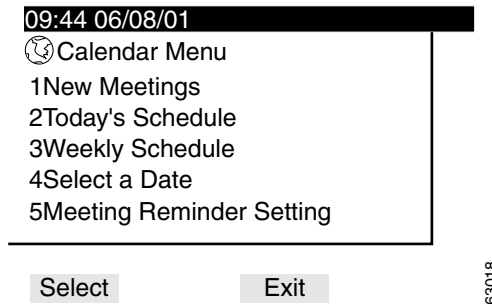 09:44 06/08/01
Calendar Menu
1New Meetings
2Today's Schedule
3Weekly Schedule
4Select a Date
5Meeting Reminder Setting
Select Exit
63018